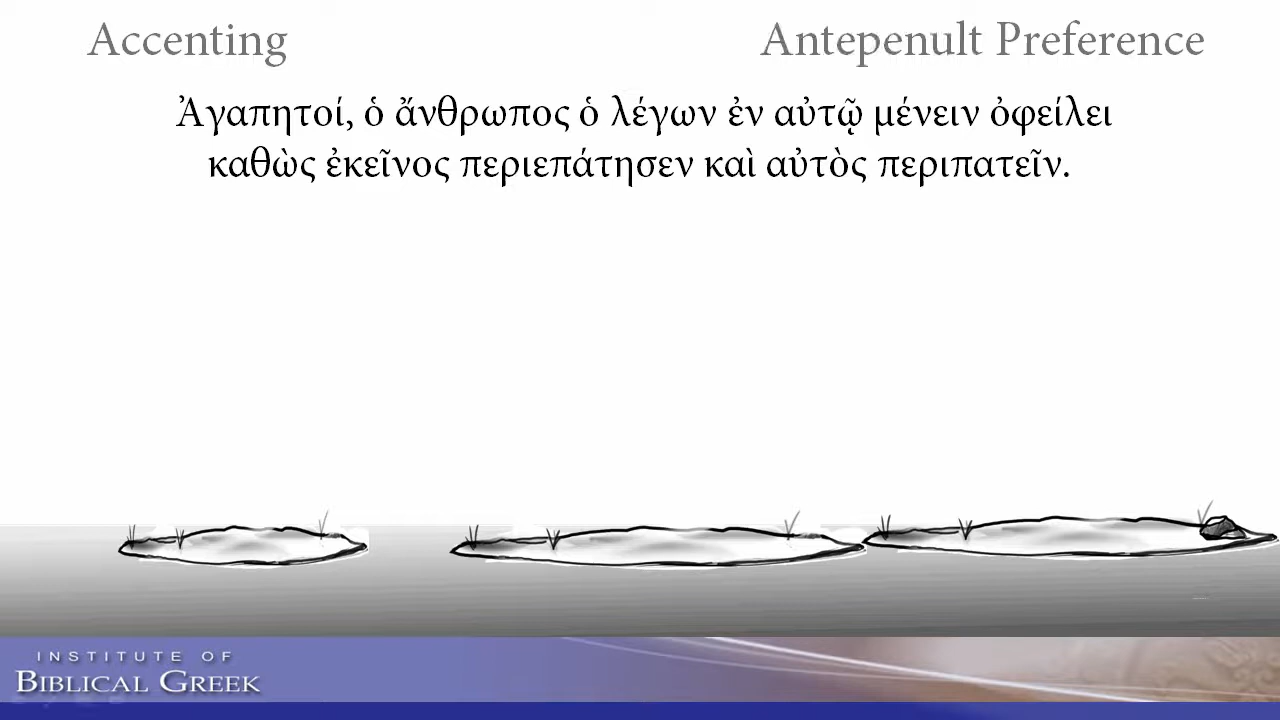 Accenting Antepenult Preference
Ἀγαπητοί, ὁ ἄνθρωπος ὁ λέγων ἐν αὐτῷ μένειν ὀφείλει
καθὼς ἐκεῖνος περιεπάτησεν καὶ αὐτὸς περιπατεῖν.
INSTITUTE OF
BIBLICAL GREEK